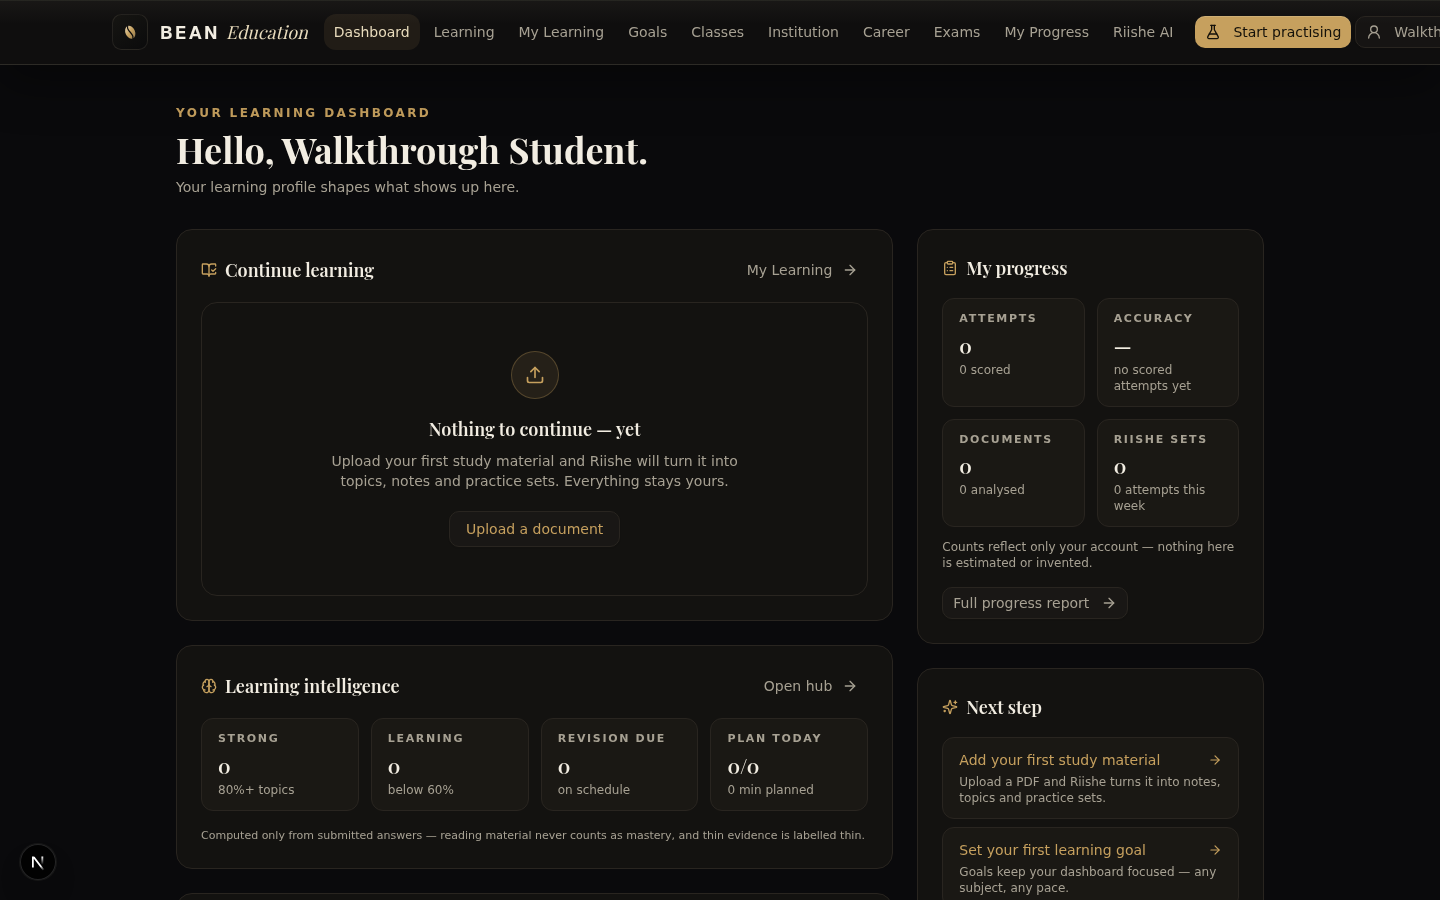 BEAN Education
Dashboard
Learning
My Learning
Goals
Classes
Institution
Career
Exams
My Progress
Riishe AI
Start practising
YOUR LEARNING DASHBOARD
Hello, Walkthrough Student.
Your learning profile shapes what shows up here.
Continue learning
My Learning
Nothing to continue — yet
Upload your first study material and Riishe will turn it into
topics, notes and practice sets. Everything stays yours.
Upload a document
Learning intelligence
Open hub
STRONG
0
80%+ topics
LEARNING
0
below 60%
REVISION DUE
0
on schedule
PLAN TODAY
0/0
0 min planned
Computed only from submitted answers — reading material never counts as mastery, and thin evidence is labelled thin.
My progress
ATTEMPTS
0
0 scored
ACCURACY
—
no scored
attempts yet
DOCUMENTS
0
0 analysed
RIISHE SETS
0
0 attempts this
week
Counts reflect only your account — nothing here
is estimated or invented.
Full progress report
Next step
Add your first study material
Upload a PDF and Riishe turns it into notes,
topics and practice sets.
Set your first learning goal
Goals keep your dashboard focused — any
subject, any pace.
N